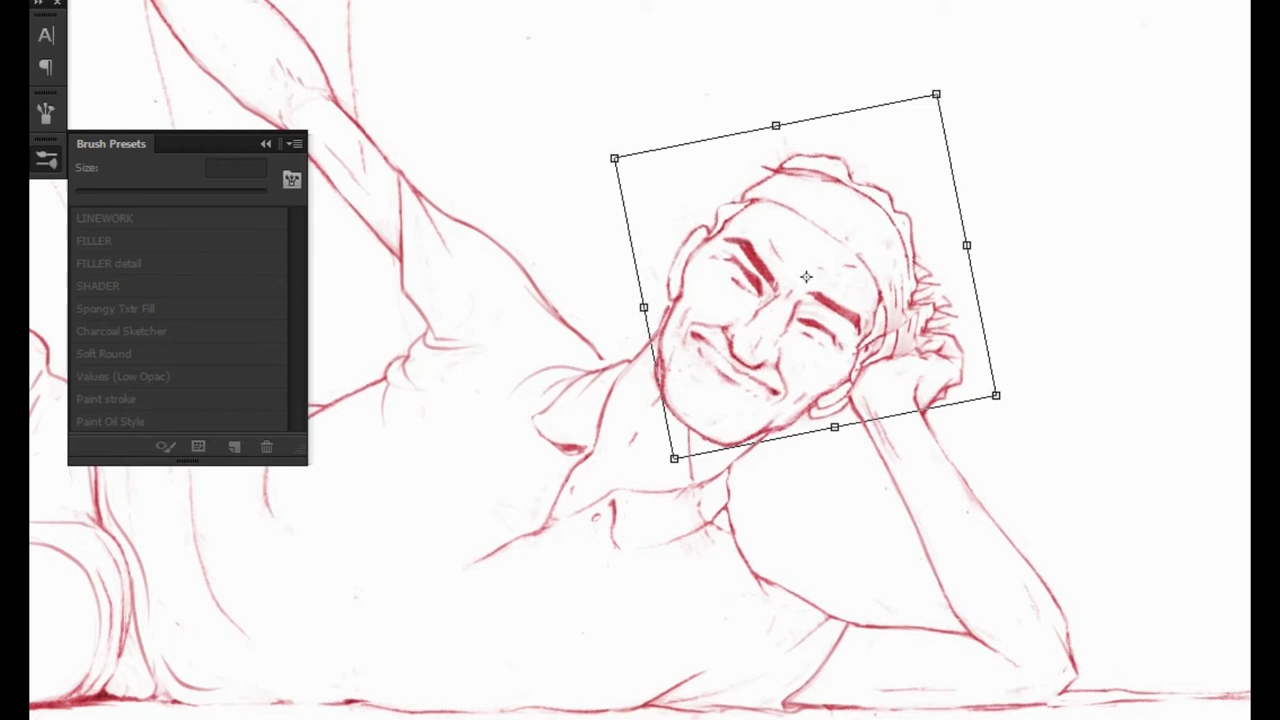 A|
Brush Presets
Size:
LINEWORK
FILLER
FILLER detail
SHADER
Spongy Txtr Fill
Charcoal Sketcher
Soft Round
Values (Low Opac)
Paint stroke
Paint Oil Style